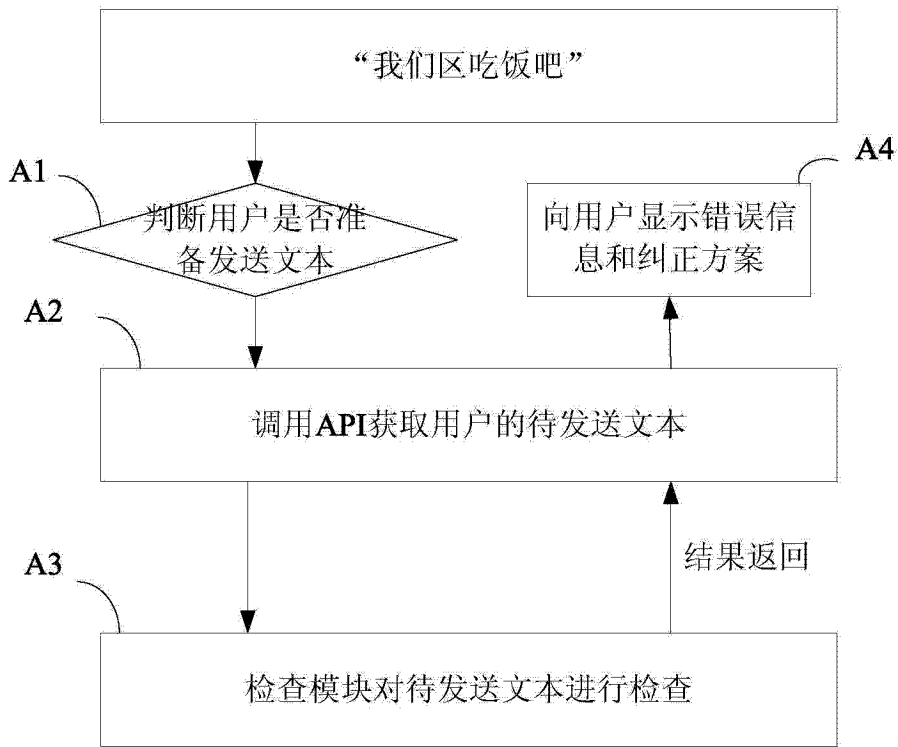 “我们区吃饭吧”
A1
判断用户是否准
备发送文本
A4
向用户显示错误信
息和纠正方案
A2
调用API获取用户的待发送文本
结果返回
A3
检查模块对待发送文本进行检查